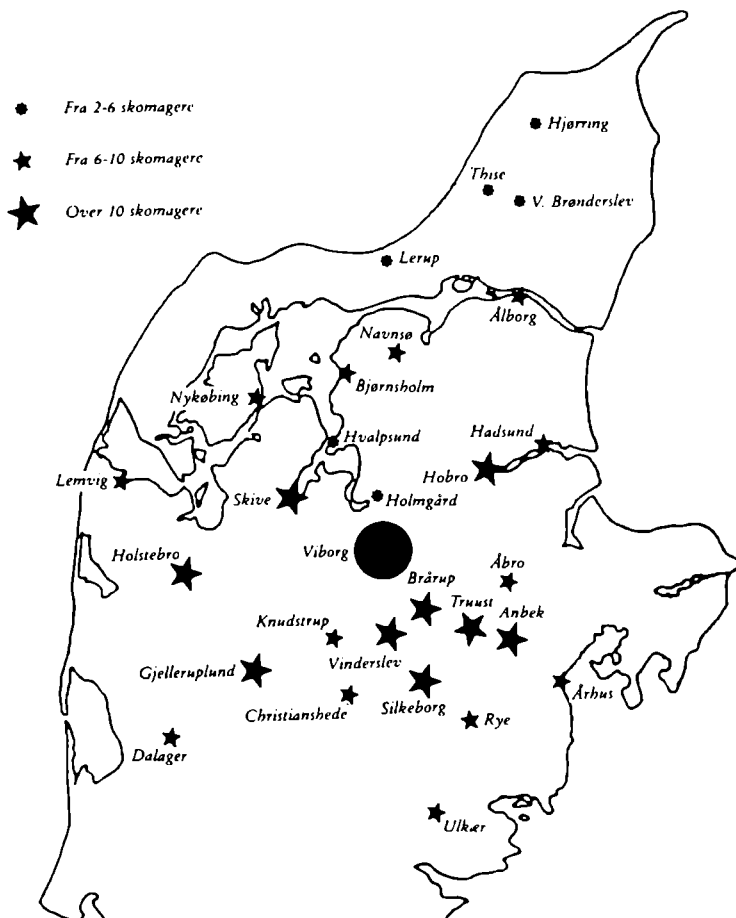 Fra 2-6 skomagere
Fra 6-10 skomagere
Over 10 skomagere
Hjørring
Thise
V. Brønderslev
Lerup
Ålborg
Navnsø
Bjørnsholm
Nykøbing
Hvalpsund
Hadsund
Lemvig
Skive
Hobro
Holmgård
Viborg
Holstebro
Åbro
Brårup
Truust
Anbek
Knudstrup
Vinderslev
Gjelleruplund
Christianshede
Silkeborg
Århus
Rye
Dalager
Ulkær